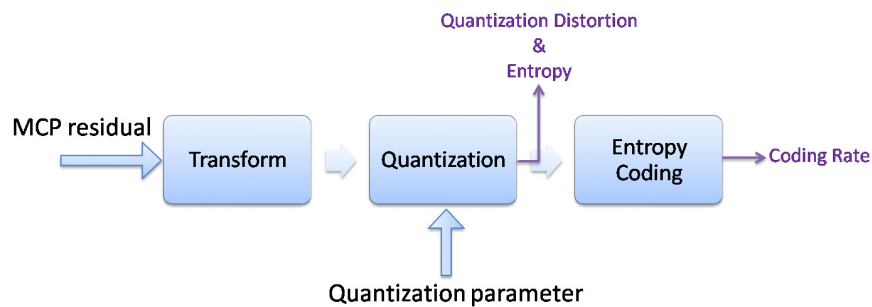 Quantization Distortion
&
Entropy
MCP residual
Transform
Quantization
Entropy
Coding
Coding Rate
Quantization parameter